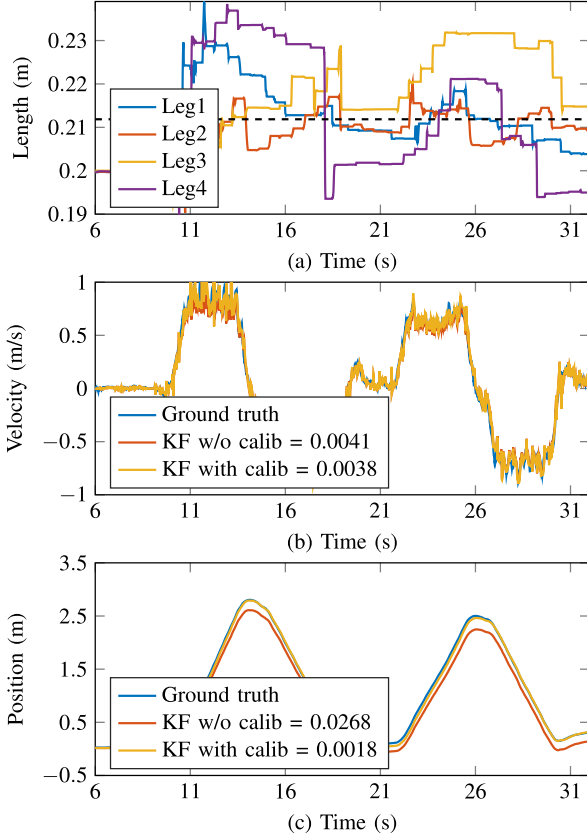 0.23
0.22
0.21
0.2
0.19
Length (m)
Leg1
Leg2
Leg3
Leg4
6 11 16 21 26 31
(a) Time (s)
1
0.5
0
−0.5
−1
Velocity (m/s)
Ground truth
KF w/o calib = 0.0041
KF with calib = 0.0038
6 11 16 21 26 31
(b) Time (s)
3.5
2.5
1.5
0.5
−0.5
Position (m)
Ground truth
KF w/o calib = 0.0268
KF with calib = 0.0018
6 11 16 21 26 31
(c) Time (s)